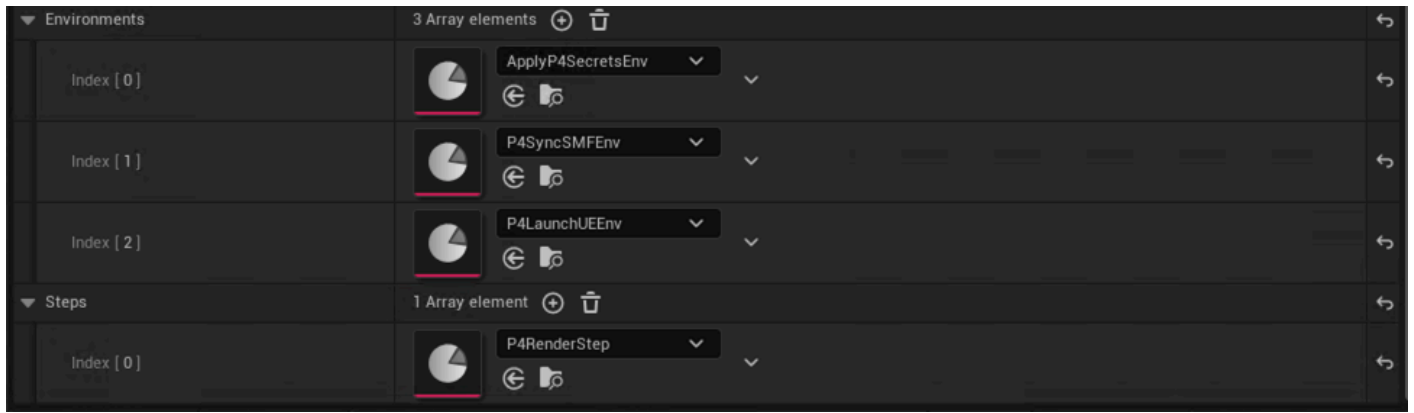 Environments 3 Array elements
Index [ 0 ] ApplyP4SecretsEnv
Index [ 1 ] P4SyncSMFEnv
Index [ 2 ] P4LaunchUEEnv
Steps 1 Array element
Index [ 0 ] P4RenderStep